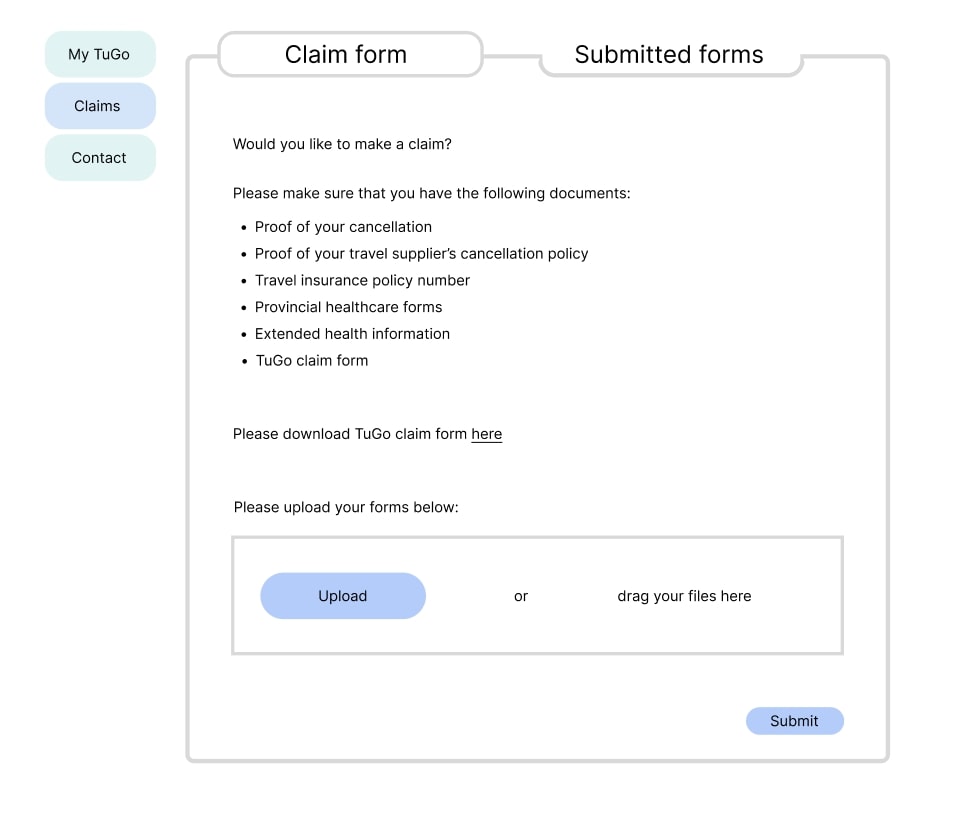 My TuGo
Claims
Contact
Claim form
Submitted forms
Would you like to make a claim?
Please make sure that you have the following documents:
• Proof of your cancellation
• Proof of your travel supplier’s cancellation policy
• Travel insurance policy number
• Provincial healthcare forms
• Extended health information
• TuGo claim form
Please download TuGo claim form here
Please upload your forms below:
Upload or drag your files here
Submit